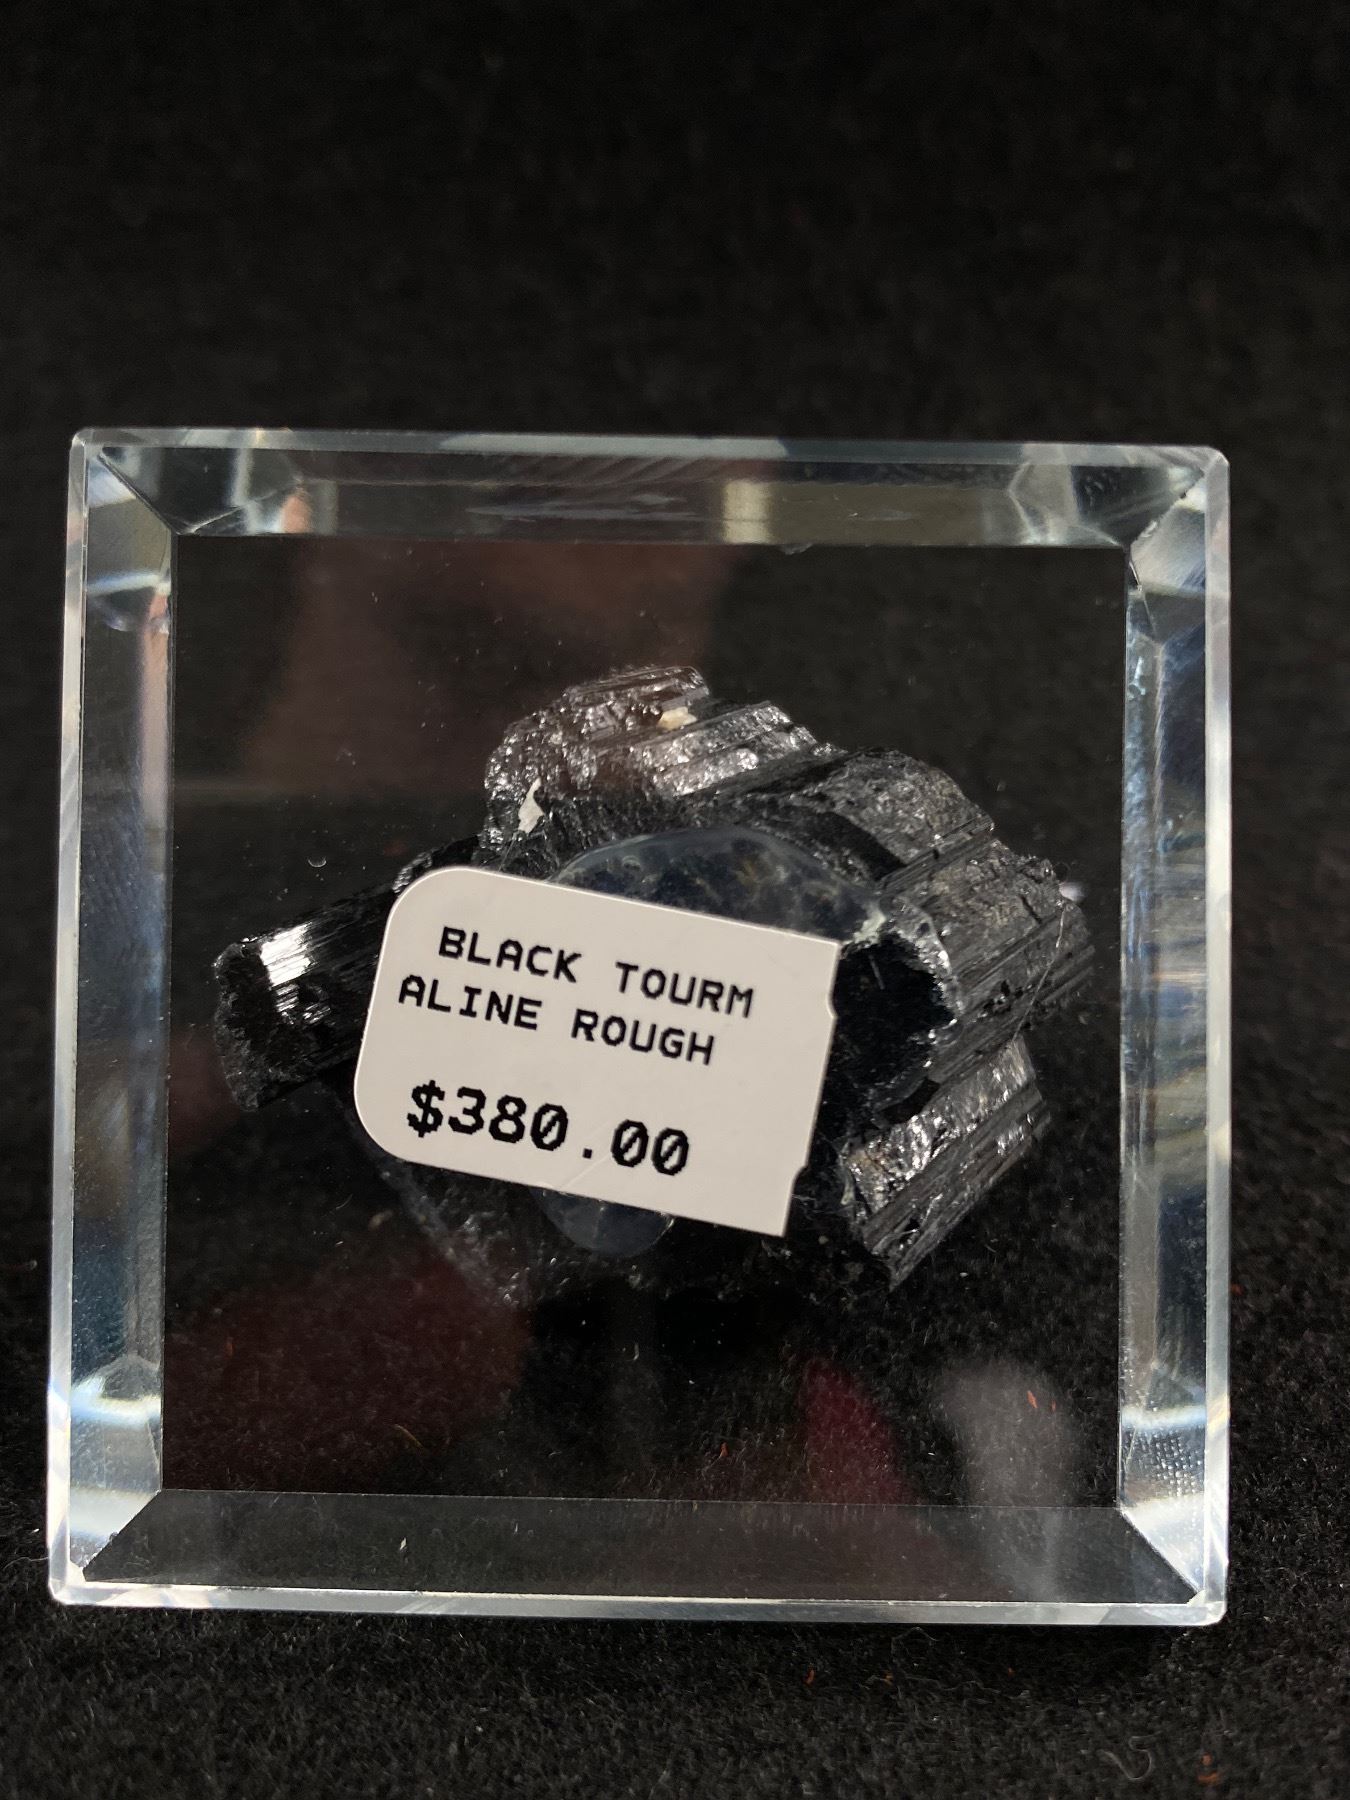 BLACK TOURM
ALINE ROUGH
$380.00